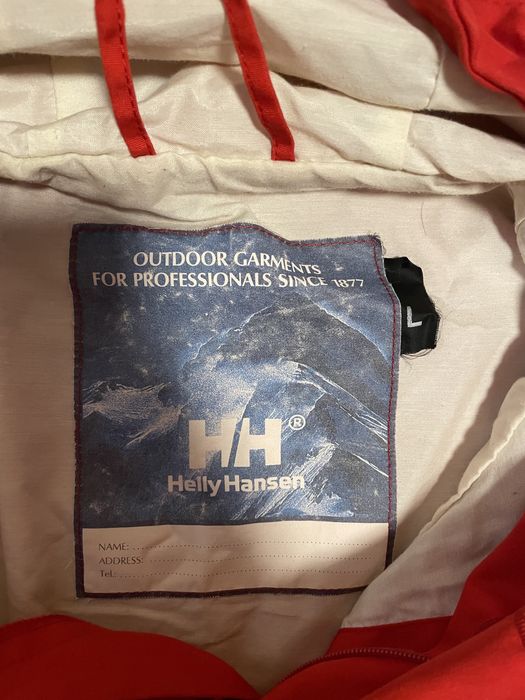 OUTDOOR GARMENTS
FOR PROFESSIONALS SINCE 1877
L
HH®
Helly Hansen
NAME:
ADDRESS:
Tel.: